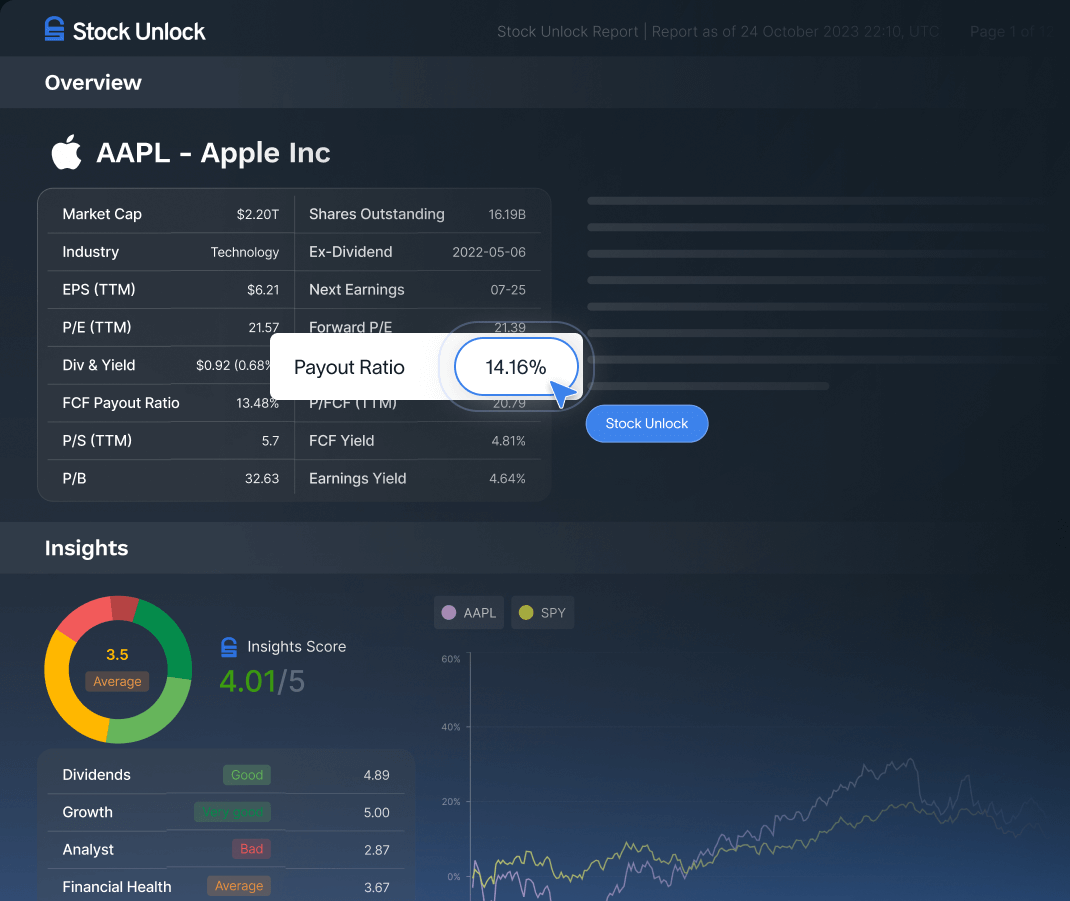 Stock Unlock
Stock Unlock Report | Report as of 24 October 2023 22:10, UTC
Page 1 of 12
Overview
AAPL - Apple Inc
Market Cap $2.20T Shares Outstanding 16.19B
Industry Technology Ex-Dividend 2022-05-06
EPS (TTM) $6.21 Next Earnings 07-25
P/E (TTM) 21.57 Forward P/E 21.39
Div & Yield $0.92 (0.68% Payout Ratio 14.16%
FCF Payout Ratio 13.48% P/FCF (TTM) 20.79
Stock Unlock
P/S (TTM) 5.7 FCF Yield 4.81%
P/B 32.63 Earnings Yield 4.64%
Insights
3.5
Average
Insights Score
4.01/5
Dividends Good 4.89
Growth Very good 5.00
Analyst Bad 2.87
Financial Health Average 3.67
AAPL SPY
60%
40%
20%
0%